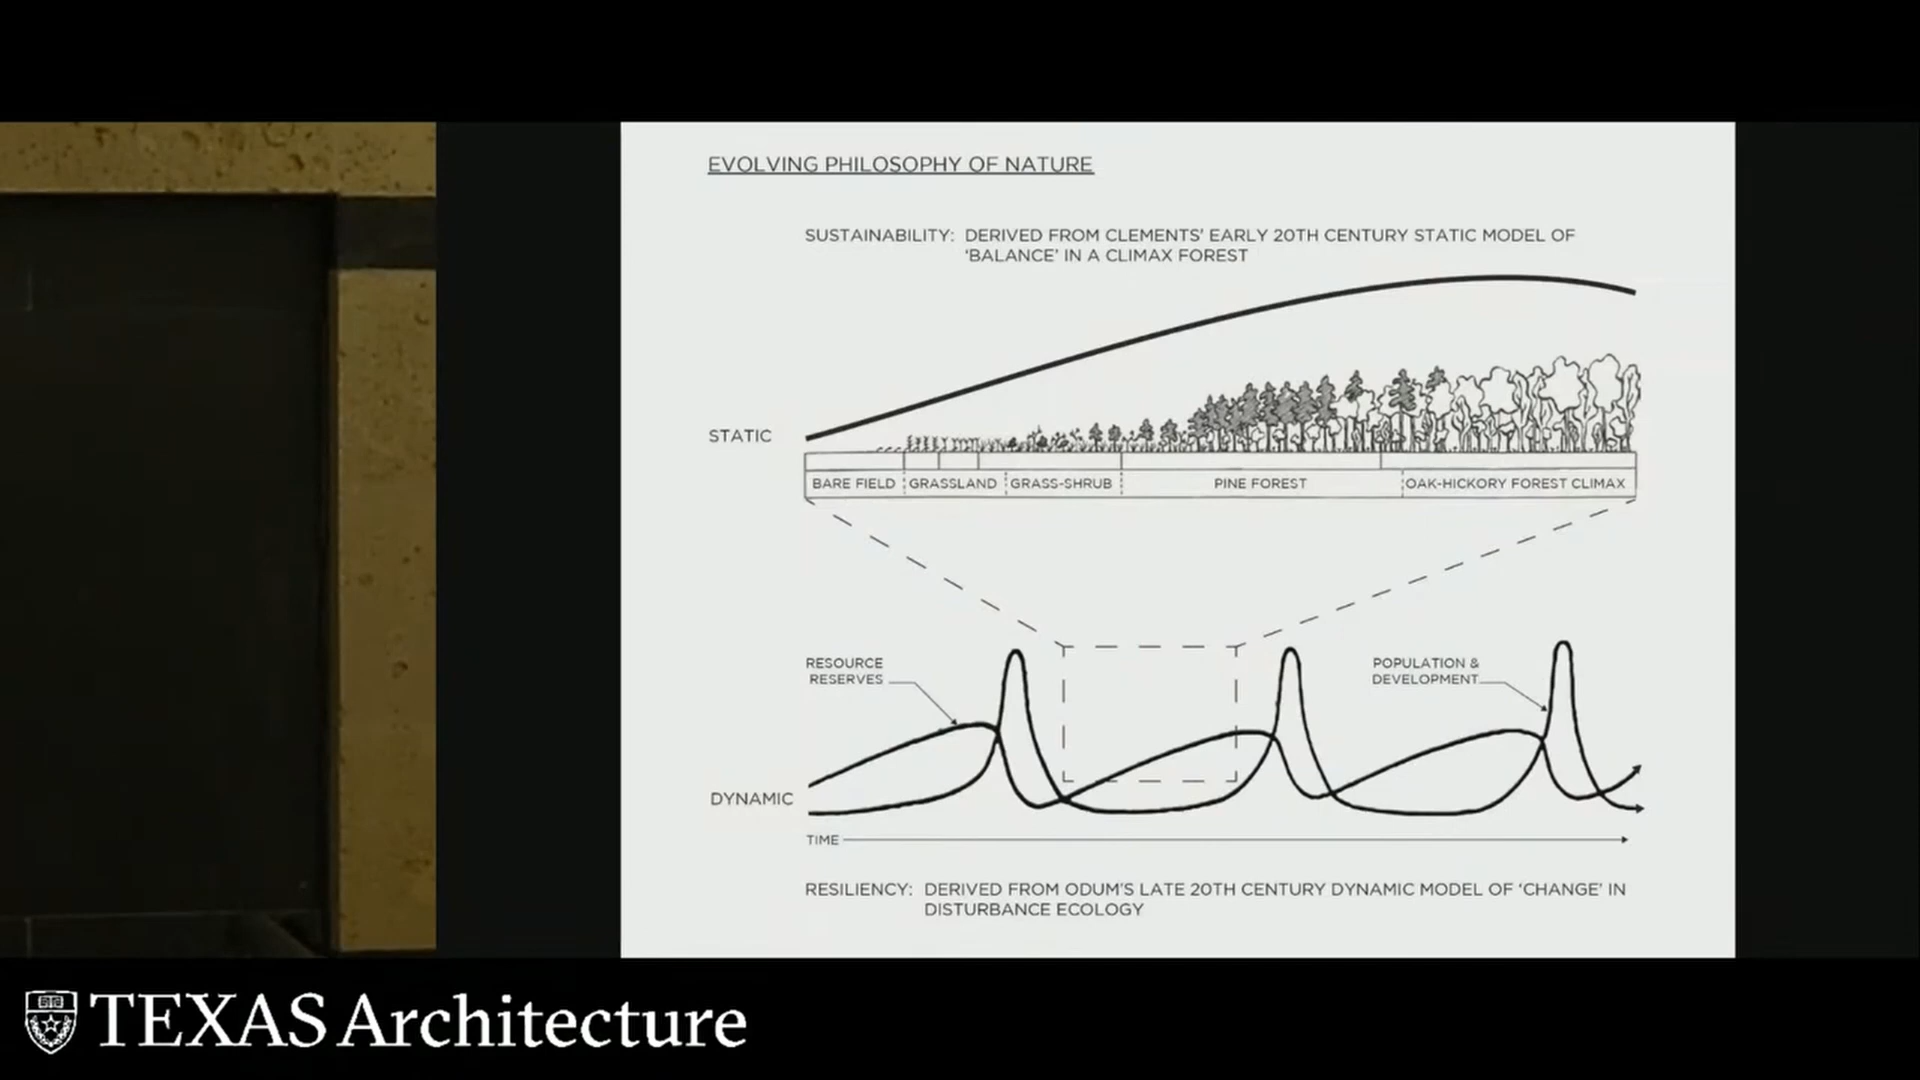 EVOLVING PHILOSOPHY OF NATURE
SUSTAINABILITY: DERIVED FROM CLEMENTS' EARLY 20TH CENTURY STATIC MODEL OF
'BALANCE' IN A CLIMAX FOREST
STATIC
BARE FIELD GRASSLAND GRASS-SHRUB PINE FOREST OAK-HICKORY FOREST CLIMAX
RESOURCE
RESERVES
POPULATION &
DEVELOPMENT
DYNAMIC
TIME
RESILIENCY: DERIVED FROM ODUM'S LATE 20TH CENTURY DYNAMIC MODEL OF 'CHANGE' IN
DISTURBANCE ECOLOGY
TEXAS Architecture